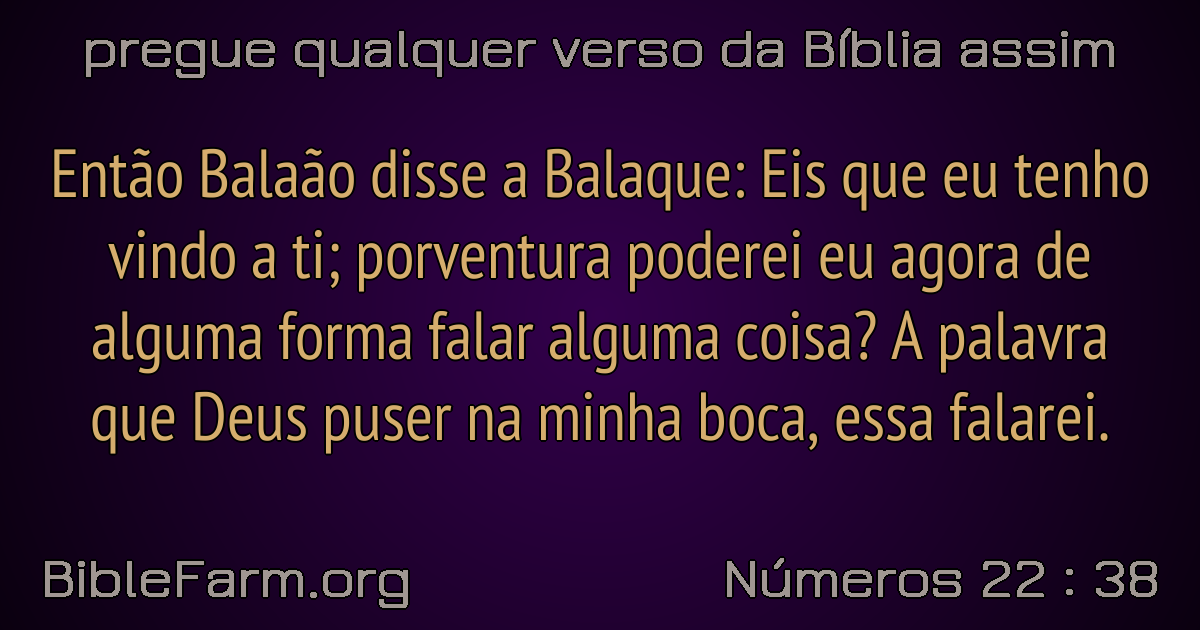 pregue qualquer verso da Bíblia assim
Então Balaão disse a Balaque: Eis que eu tenho
vindo a ti; porventura poderei eu agora de
alguma forma falar alguma coisa? A palavra
que Deus puser na minha boca, essa falarei.
BibleFarm.org
Números 22 : 38